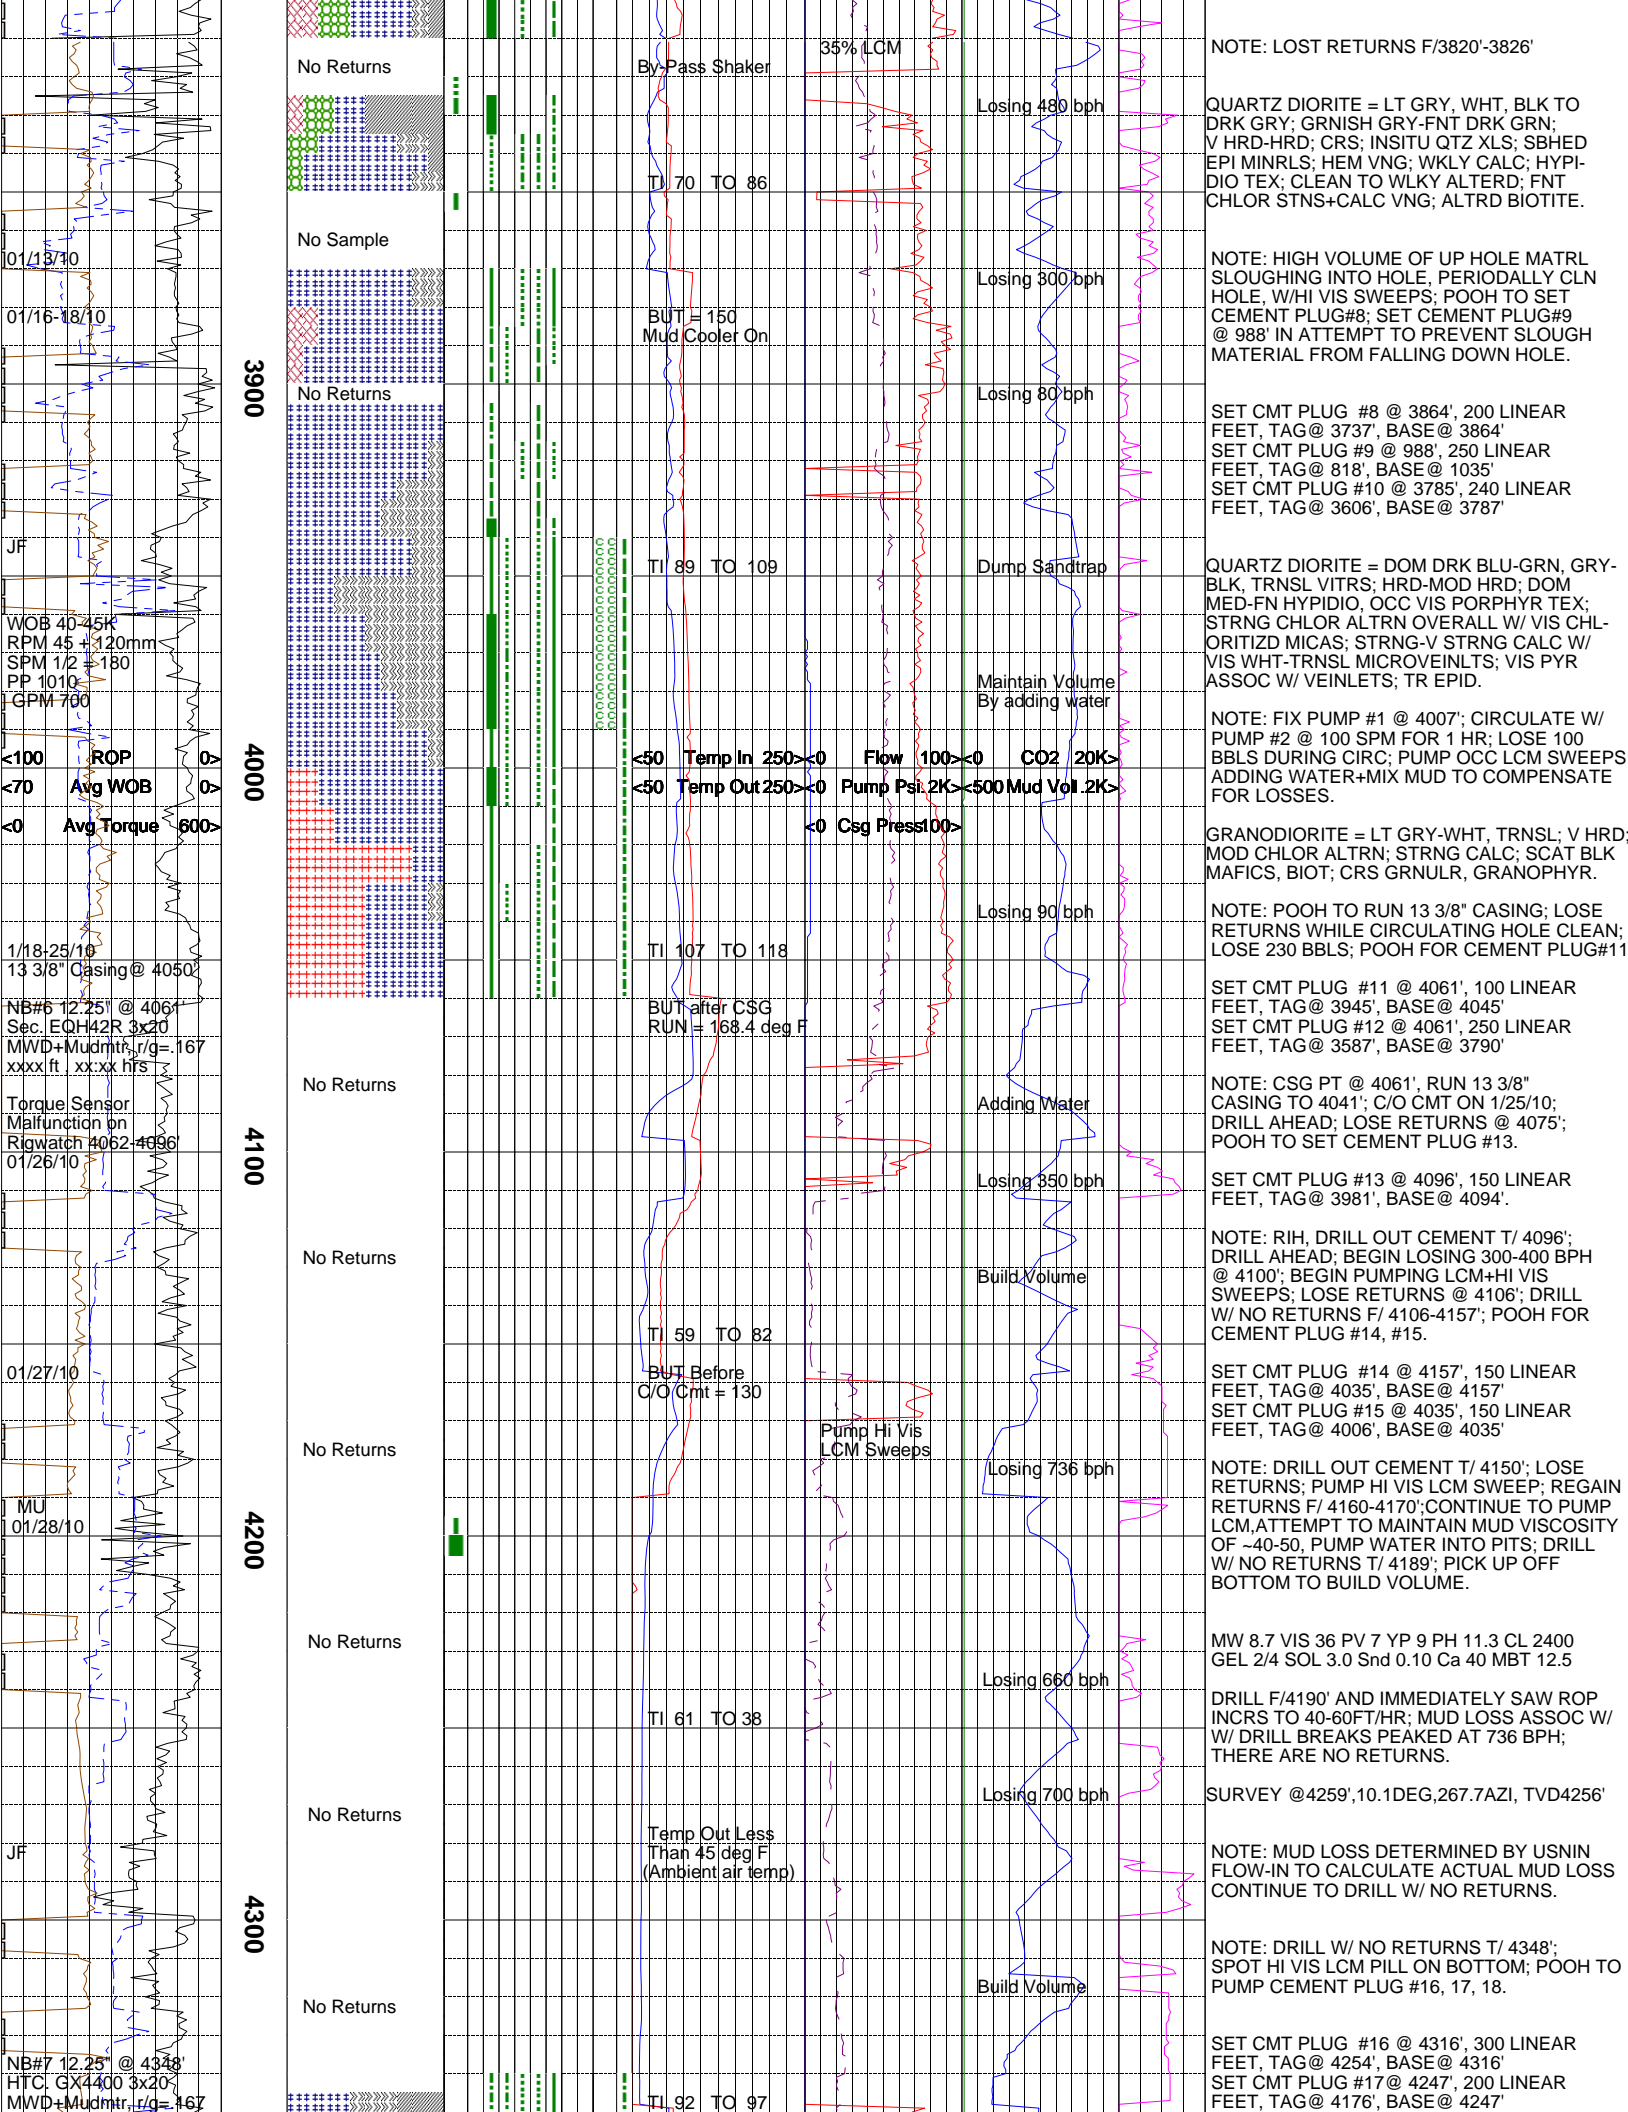 35% LCM
No Returns
By-Pass Shaker
Losing 480 bph
TI 70 TO 86
No Sample
01/13/10
Losing 300 bph
01/16-18/10
BUT = 150
Mud Cooler On
3900
No Returns
Losing 80 bph
JF
TI 89 TO 109
Dump Sandtrap
WOB 40-45K
RPM 45 + 120mm
SPM 1/2 = 180
PP 1010
GPM 700
Maintain Volume
By adding water
<100 ROP 0>
<70 Avg WOB 0>
<0 Avg Torque 600>
4000
<50 Temp In 250>
<50 Temp Out 250>
<0 Flow 100>
<0 Pump Psi .2K>
<0 Csg Press 100>
<0 CO2 20K>
<500 Mud Vol .2K>
Losing 90 bph
1/18-25/10
13 3/8" Casing@ 4050'
TI 107 TO 118
NB#6 12.25" @ 4061'
Sec. EQH42R 3x20
MWD+Mudmtr, r/g=.167
xxxx ft . xx:xx hrs
BUT after CSG
RUN = 168.4 deg F
No Returns
Torque Sensor
Malfunction on
Rigwatch 4062-4096'
01/26/10
Adding Water
4100
Losing 350 bph
No Returns
Build Volume
TI 59 TO 82
01/27/10
BUT Before
C/O Cmt = 130
Pump Hi Vis
LCM Sweeps
No Returns
Losing 736 bph
MU
01/28/10
4200
No Returns
Losing 660 bph
TI 61 TO 38
Losing 700 bph
No Returns
Temp Out Less
Than 45 deg F
(Ambient air temp)
JF
4300
Build Volume
No Returns
NB#7 12.25" @ 4348'
HTC. GX4400 3x20
MWD+Mudmtr, r/g=.167
TI 92 TO 97
NOTE: LOST RETURNS F/3820'-3826'
QUARTZ DIORITE = LT GRY, WHT, BLK TO
DRK GRY; GRNISH GRY-FNT DRK GRN;
V HRD-HRD; CRS; INSITU QTZ XLS; SBHED
EPI MINRLS; HEM VNG; WKLY CALC; HYPI-
DIO TEX; CLEAN TO WLKY ALTERD; FNT
CHLOR STNS+CALC VNG; ALTRD BIOTITE.
NOTE: HIGH VOLUME OF UP HOLE MATRL
SLOUGHING INTO HOLE, PERIODALLY CLN
HOLE, W/HI VIS SWEEPS; POOH TO SET
CEMENT PLUG#8; SET CEMENT PLUG#9
@ 988' IN ATTEMPT TO PREVENT SLOUGH
MATERIAL FROM FALLING DOWN HOLE.
SET CMT PLUG #8 @ 3864', 200 LINEAR
FEET, TAG@ 3737', BASE@ 3864'
SET CMT PLUG #9 @ 988', 250 LINEAR
FEET, TAG@ 818', BASE@ 1035'
SET CMT PLUG #10 @ 3785', 240 LINEAR
FEET, TAG@ 3606', BASE@ 3787'
QUARTZ DIORITE = DOM DRK BLU-GRN, GRY-
BLK, TRNSL VITRS; HRD-MOD HRD; DOM
MED-FN HYPIDIO, OCC VIS PORPHYR TEX;
STRNG CHLOR ALTRN OVERALL W/ VIS CHL-
ORITIZD MICAS; STRNG-V STRNG CALC W/
VIS WHT-TRNSL MICROVEINLTS; VIS PYR
ASSOC W/ VEINLETS; TR EPID.
NOTE: FIX PUMP #1 @ 4007'; CIRCULATE W/
PUMP #2 @ 100 SPM FOR 1 HR; LOSE 100
BBLS DURING CIRC; PUMP OCC LCM SWEEPS
ADDING WATER+MIX MUD TO COMPENSATE
FOR LOSSES.
GRANODIORITE = LT GRY-WHT, TRNSL; V HRD;
MOD CHLOR ALTRN; STRNG CALC; SCAT BLK
MAFICS, BIOT; CRS GRNULR, GRANOPHYR.
NOTE: POOH TO RUN 13 3/8" CASING; LOSE
RETURNS WHILE CIRCULATING HOLE CLEAN;
LOSE 230 BBLS; POOH FOR CEMENT PLUG#11
SET CMT PLUG #11 @ 4061', 100 LINEAR
FEET, TAG@ 3945', BASE@ 4045'
SET CMT PLUG #12 @ 4061', 250 LINEAR
FEET, TAG@ 3587', BASE@ 3790'
NOTE: CSG PT @ 4061', RUN 13 3/8"
CASING TO 4041'; C/O CMT ON 1/25/10;
DRILL AHEAD; LOSE RETURNS @ 4075';
POOH TO SET CEMENT PLUG #13.
SET CMT PLUG #13 @ 4096', 150 LINEAR
FEET, TAG@ 3981', BASE@ 4094'.
NOTE: RIH, DRILL OUT CEMENT T/ 4096';
DRILL AHEAD; BEGIN LOSING 300-400 BPH
@ 4100'; BEGIN PUMPING LCM+HI VIS
SWEEPS; LOSE RETURNS @ 4106'; DRILL
W/ NO RETURNS F/ 4106-4157'; POOH FOR
CEMENT PLUG #14, #15.
SET CMT PLUG #14 @ 4157', 150 LINEAR
FEET, TAG@ 4035', BASE@ 4157'
SET CMT PLUG #15 @ 4035', 150 LINEAR
FEET, TAG@ 4006', BASE@ 4035'
NOTE: DRILL OUT CEMENT T/ 4150'; LOSE
RETURNS; PUMP HI VIS LCM SWEEP; REGAIN
RETURNS F/ 4160-4170';CONTINUE TO PUMP
LCM,ATTEMPT TO MAINTAIN MUD VISCOSITY
OF ~40-50, PUMP WATER INTO PITS; DRILL
W/ NO RETURNS T/ 4189'; PICK UP OFF
BOTTOM TO BUILD VOLUME.
MW 8.7 VIS 36 PV 7 YP 9 PH 11.3 CL 2400
GEL 2/4 SOL 3.0 Snd 0.10 Ca 40 MBT 12.5
DRILL F/4190' AND IMMEDIATELY SAW ROP
INCRS TO 40-60FT/HR; MUD LOSS ASSOC W/
W/ DRILL BREAKS PEAKED AT 736 BPH;
THERE ARE NO RETURNS.
SURVEY @4259',10.1DEG,267.7AZI, TVD4256'
NOTE: MUD LOSS DETERMINED BY USNIN
FLOW-IN TO CALCULATE ACTUAL MUD LOSS
CONTINUE TO DRILL W/ NO RETURNS.
NOTE: DRILL W/ NO RETURNS T/ 4348';
SPOT HI VIS LCM PILL ON BOTTOM; POOH TO
PUMP CEMENT PLUG #16, 17, 18.
SET CMT PLUG #16 @ 4316', 300 LINEAR
FEET, TAG@ 4254', BASE@ 4316'
SET CMT PLUG #17@ 4247', 200 LINEAR
FEET, TAG@ 4176', BASE@ 4247'